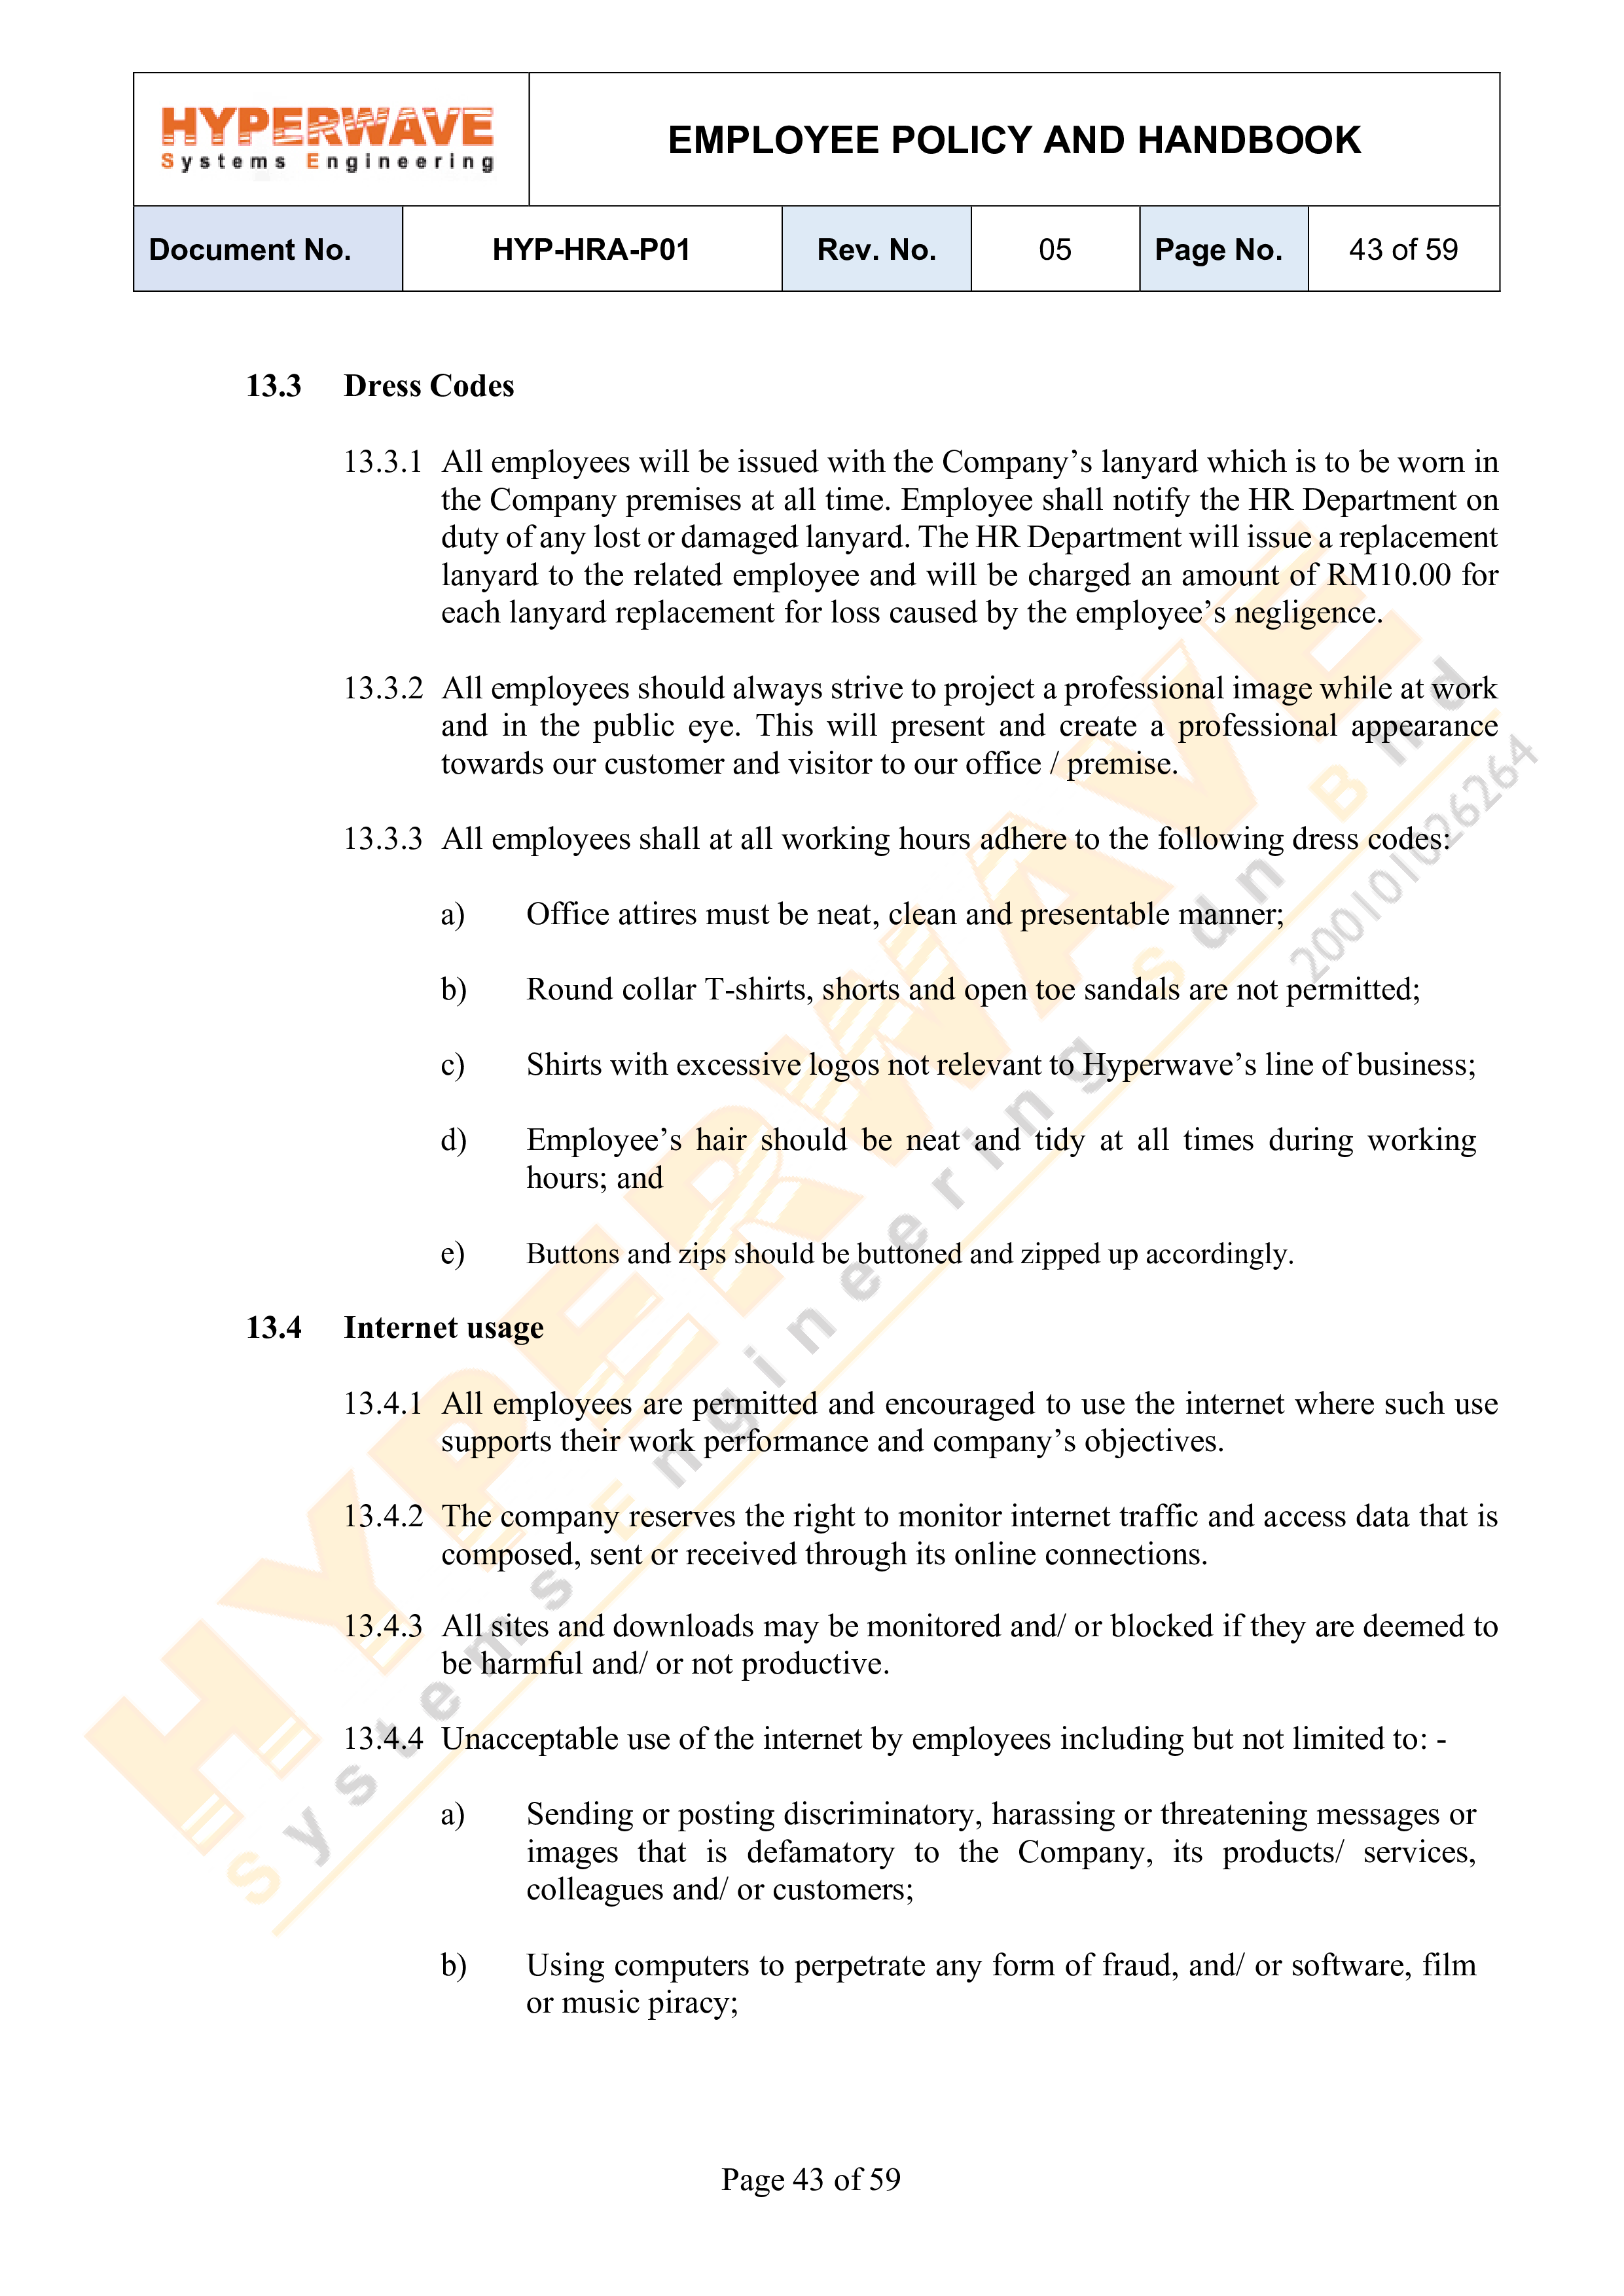 HYPERWAVE
Systems Engineering
EMPLOYEE POLICY AND HANDBOOK
Document No. HYP-HRA-P01 Rev. No. 05 Page No. 43 of 59
13.3 Dress Codes
13.3.1 All employees will be issued with the Company’s lanyard which is to be worn in
the Company premises at all time. Employee shall notify the HR Department on
duty of any lost or damaged lanyard. The HR Department will issue a replacement
lanyard to the related employee and will be charged an amount of RM10.00 for
each lanyard replacement for loss caused by the employee’s negligence.
13.3.2 All employees should always strive to project a professional image while at work
and in the public eye. This will present and create a professional appearance
towards our customer and visitor to our office / premise.
13.3.3 All employees shall at all working hours adhere to the following dress codes:
a) Office attires must be neat, clean and presentable manner;
b) Round collar T-shirts, shorts and open toe sandals are not permitted;
c) Shirts with excessive logos not relevant to Hyperwave’s line of business;
d) Employee’s hair should be neat and tidy at all times during working
hours; and
e) Buttons and zips should be buttoned and zipped up accordingly.
13.4 Internet usage
13.4.1 All employees are permitted and encouraged to use the internet where such use
supports their work performance and company’s objectives.
13.4.2 The company reserves the right to monitor internet traffic and access data that is
composed, sent or received through its online connections.
13.4.3 All sites and downloads may be monitored and/ or blocked if they are deemed to
be harmful and/ or not productive.
13.4.4 Unacceptable use of the internet by employees including but not limited to: -
a) Sending or posting discriminatory, harassing or threatening messages or
images that is defamatory to the Company, its products/ services,
colleagues and/ or customers;
b) Using computers to perpetrate any form of fraud, and/ or software, film
or music piracy;
Page 43 of 59
HYPERWAVE
Systems Engineering Sdn Bhd
200101026264